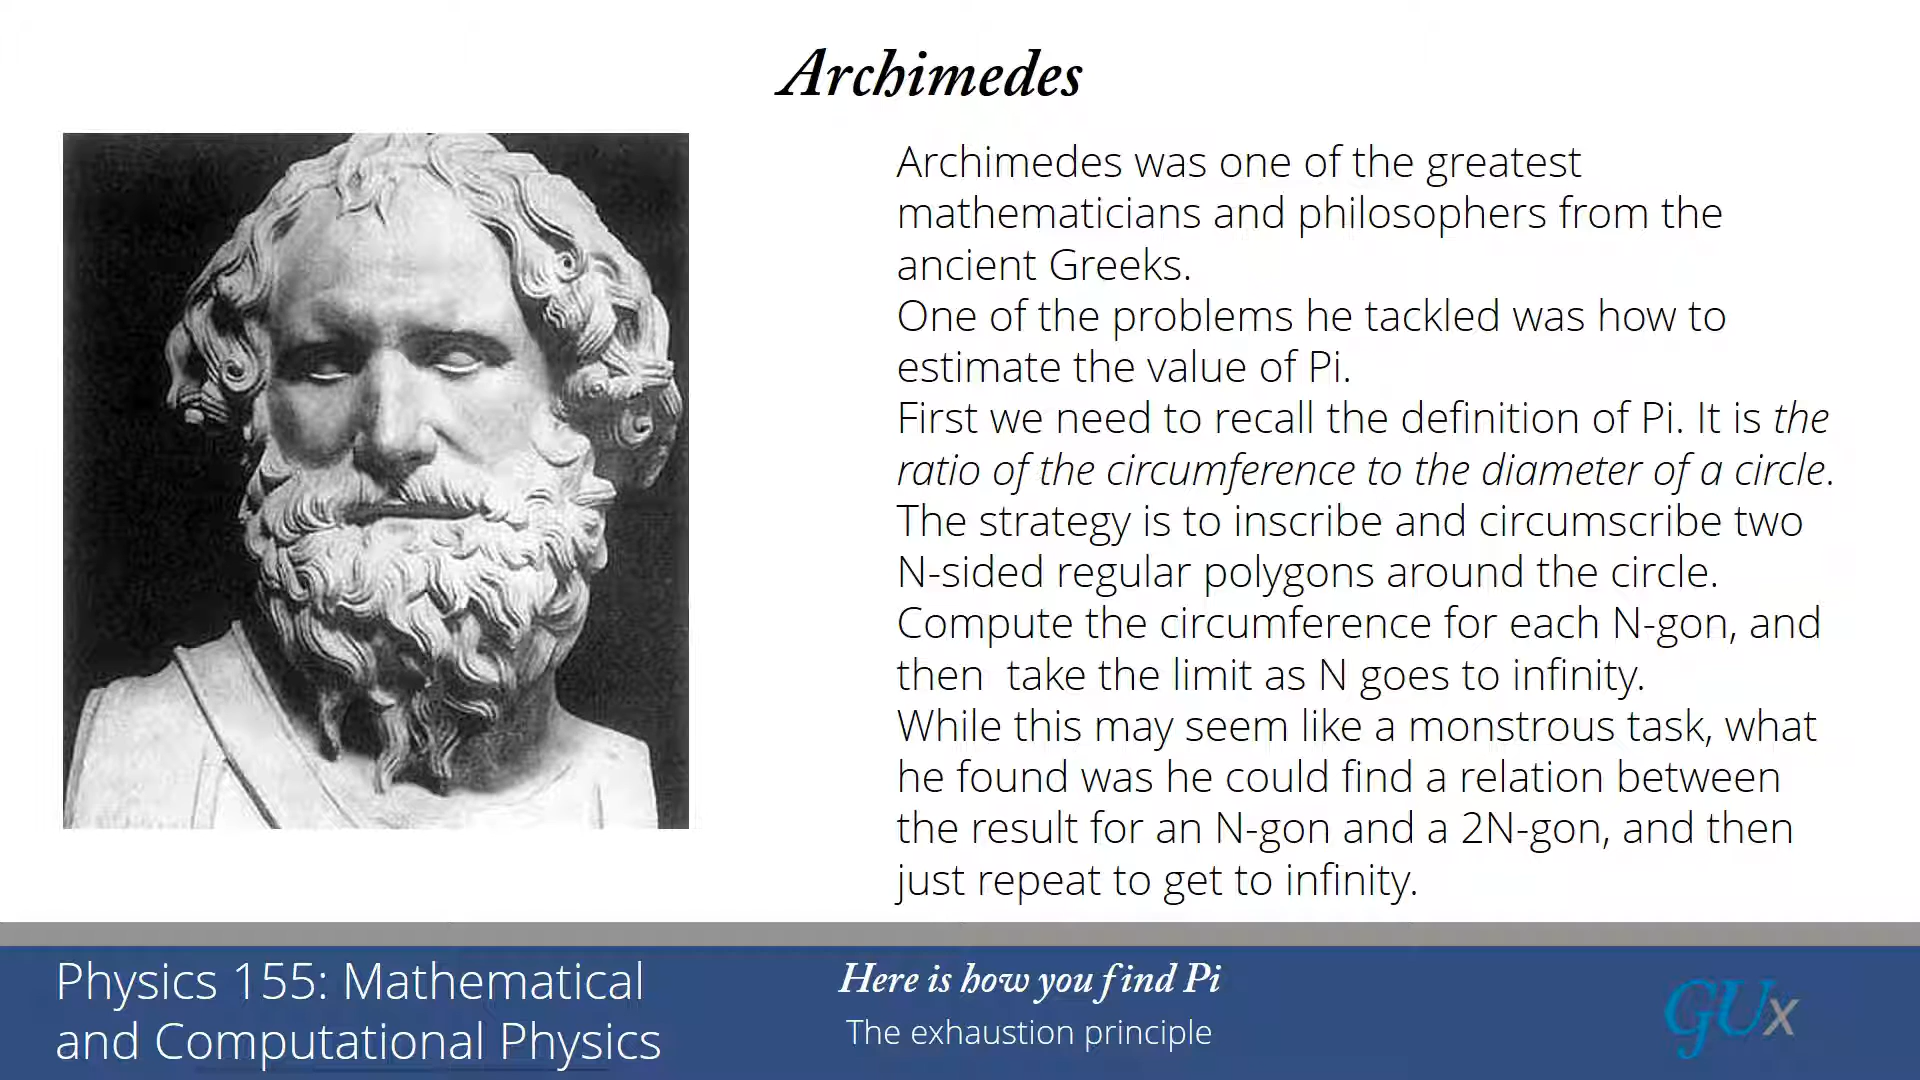 Archimedes
Archimedes was one of the greatest
mathematicians and philosophers from the
ancient Greeks.
One of the problems he tackled was how to
estimate the value of Pi.
First we need to recall the definition of Pi. It is the
ratio of the circumference to the diameter of a circle.
The strategy is to inscribe and circumscribe two
N-sided regular polygons around the circle.
Compute the circumference for each N-gon, and
then  take the limit as N goes to infinity.
While this may seem like a monstrous task, what
he found was he could find a relation between
the result for an N-gon and a 2N-gon, and then
just repeat to get to infinity.
Physics 155: Mathematical
and Computational Physics
Here is how you find Pi
The exhaustion principle
GUx